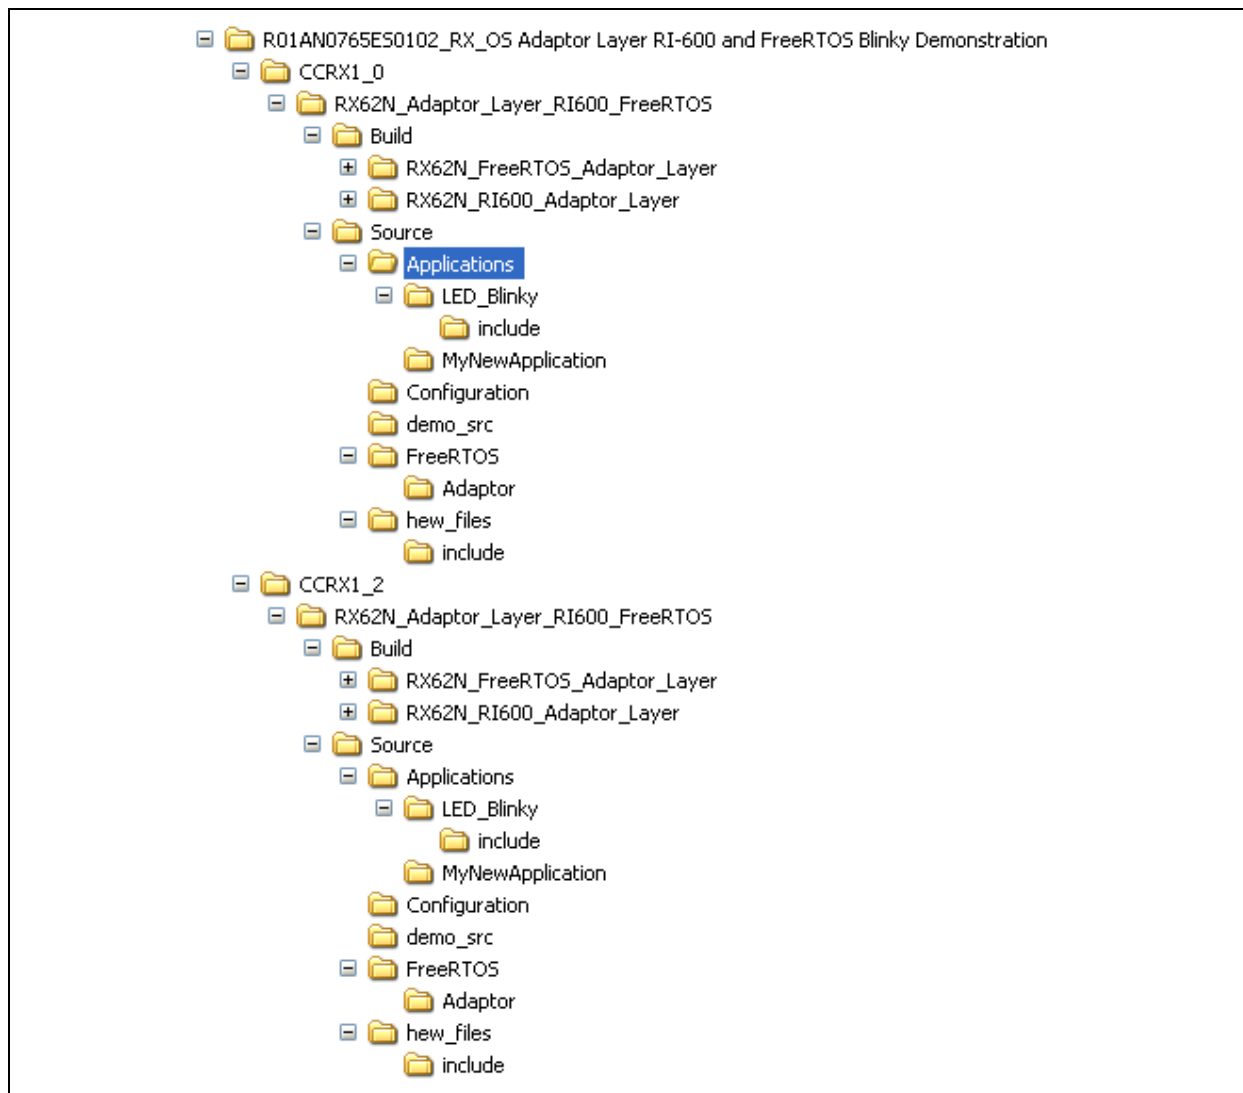 R01AN0765ES0102_RX_OS Adaptor Layer RI-600 and FreeRTOS Blinky Demonstration
CCRX1_0
RX62N_Adaptor_Layer_RI600_FreeRTOS
Build
RX62N_FreeRTOS_Adaptor_Layer
RX62N_RI600_Adaptor_Layer
Source
Applications
LED_Blinky
include
MyNewApplication
Configuration
demo_src
FreeRTOS
Adaptor
hew_files
include
CCRX1_2
RX62N_Adaptor_Layer_RI600_FreeRTOS
Build
RX62N_FreeRTOS_Adaptor_Layer
RX62N_RI600_Adaptor_Layer
Source
Applications
LED_Blinky
include
MyNewApplication
Configuration
demo_src
FreeRTOS
Adaptor
hew_files
include